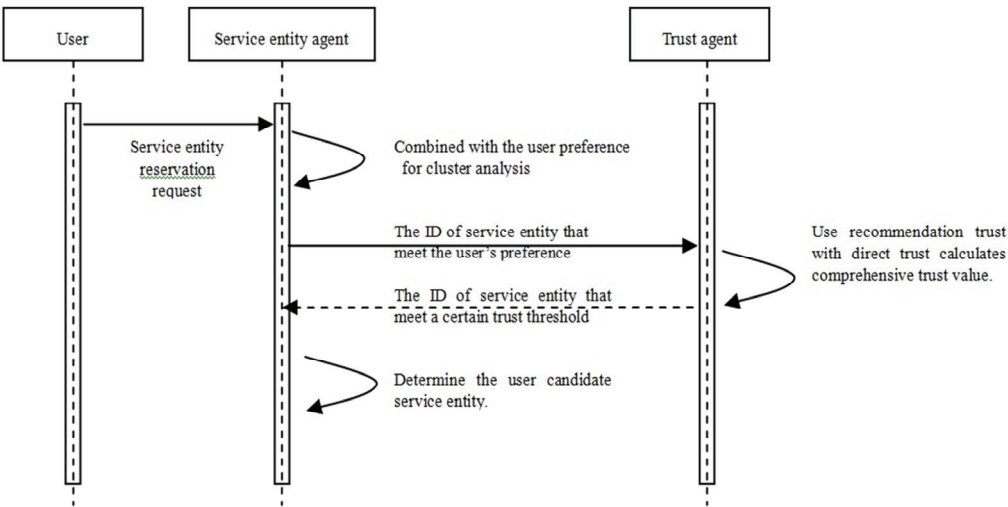 User
Service entity agent
Trust agent
Service entity
reservation
request
Combined with the user preference
for cluster analysis
The ID of service entity that
meet the user's preference
Use recommendation trust
with direct trust calculates
comprehensive trust value.
The ID of service entity that
meet a certain trust threshold
Determine the user candidate
service entity.